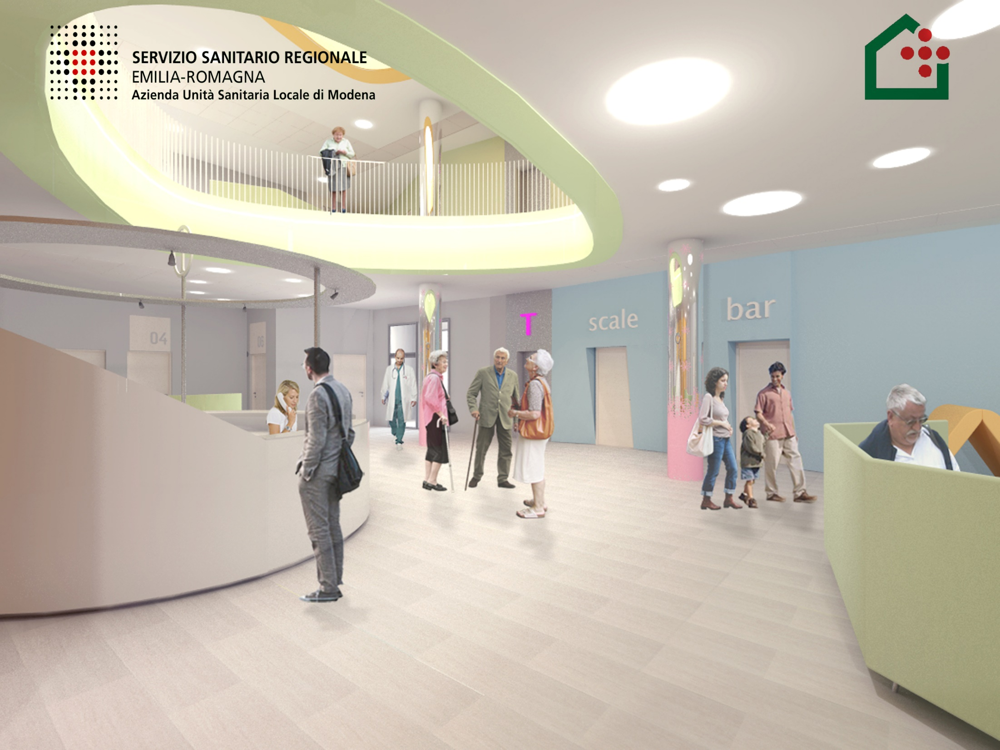 SERVIZIO SANITARIO REGIONALE
EMILIA-ROMAGNA
Azienda Unità Sanitaria Locale di Modena
T
scale
bar
04